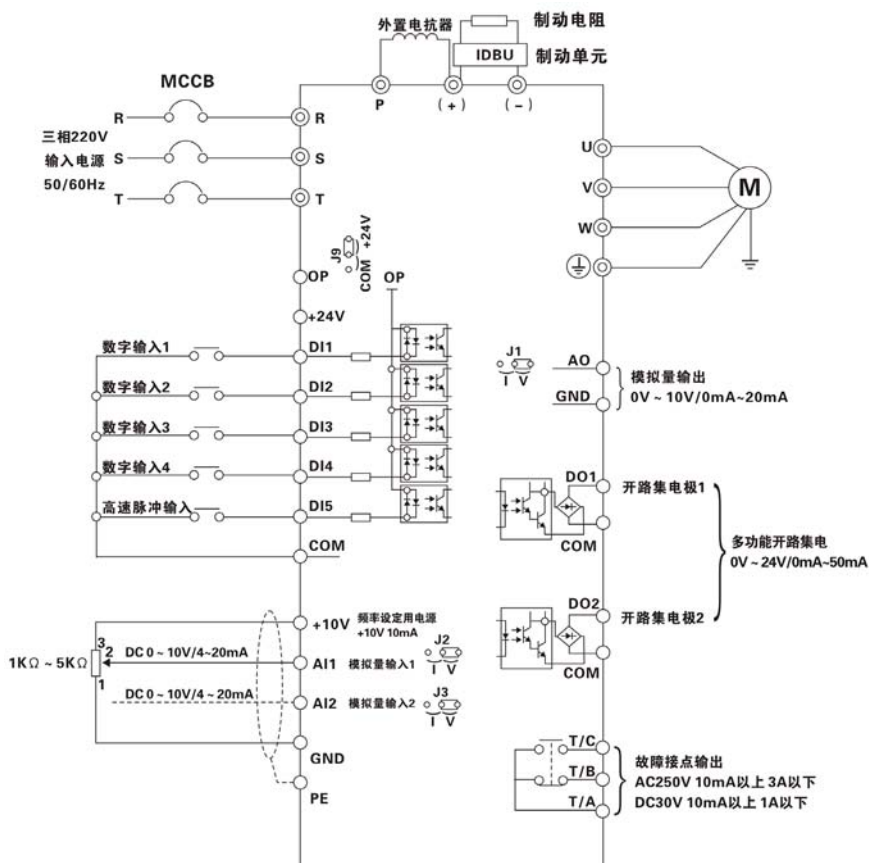 外置电抗器
制动电阻
IDBU 制动单元
P (+) (-)
MCCB
R R
三相220V
输入电源 S S
50/60Hz
T T
U
V
W
M
J9
COM +24V
OP OP
+24V
数字输入1 DI1
数字输入2 DI2
数字输入3 DI3
数字输入4 DI4
高速脉冲输入 DI5
COM
J1
I V
AO
GND
模拟量输出
0V ~ 10V/0mA~20mA
DO1 开路集电极1
COM
多功能开路集电
0V ~ 24V/0mA~50mA
DO2 开路集电极2
COM
+10V 频率设定用电源
+10V 10mA
1KΩ ~ 5KΩ
3
2
1
DC 0 ~ 10V/4~20mA AI1 模拟量输入1
J2
I V
DC 0 ~ 10V/4 ~ 20mA AI2 模拟量输入2
J3
I V
GND
PE
T/C
T/B
T/A
故障接点输出
AC250V 10mA以上 3A以下
DC30V 10mA以上 1A以下